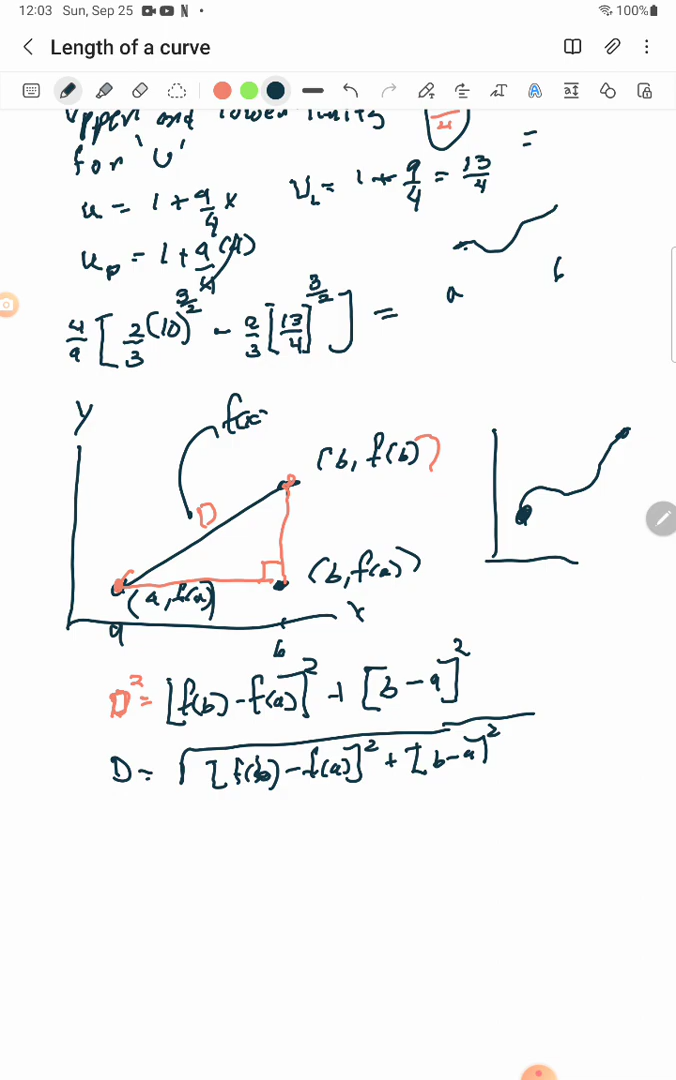 12:03 Sun, Sep 25 N • 100%
Length of a curve
Upper and lower limits
4
=
for 'U'
u = 1 + 9/4 x
U_L = 1 + 9/4 = 13/4
u_p = 1 + 9/4 (4)
a
b
4/9 [ 2/3 (10)^3/2 - 2/3 [13/4]^3/2 ] =
y
f(x)
(b, f(b))
D
(b, f(a))
(a, f(a))
x
a
b
D² = [f(b) - f(a)]² + [b - a]²
D = √[f(b) - f(a)]² + [b - a]²